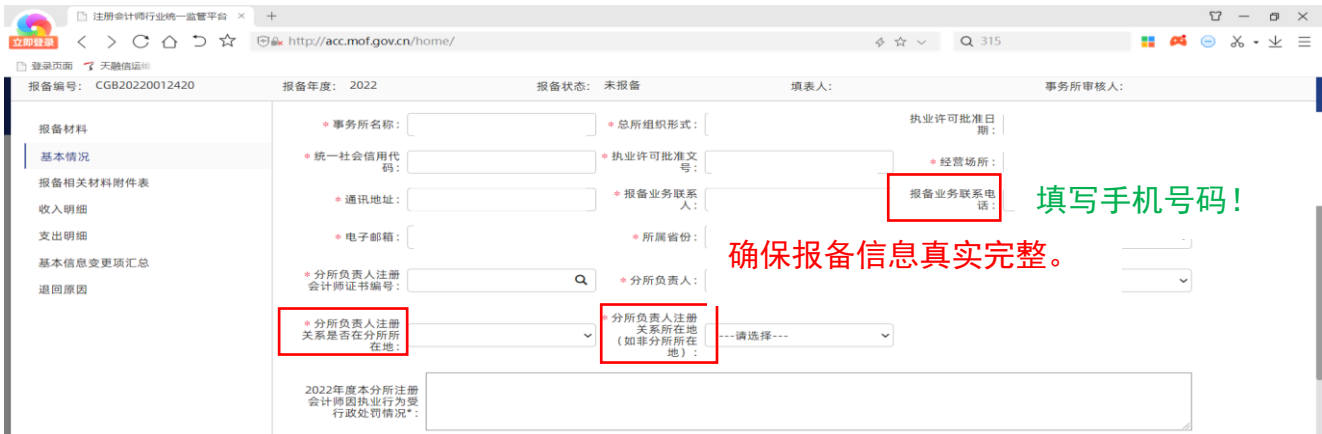 注册会计师行业统一监管平台 × +
立即登录
http://acc.mof.gov.cn/home/
315
登录页面 天融信运
报备编号： CGB20220012420 报备年度： 2022 报备状态： 未报备 填表人： 事务所审核人：
报备材料
基本情况
报备相关材料附件表
收入明细
支出明细
基本信息变更项汇总
退回原因
* 事务所名称：
* 总所组织形式：
执业许可批准日
期：
* 统一社会信用代
码：
* 执业许可批准文
号：
* 经营场所：
* 通讯地址：
* 报备业务联系
人：
报备业务联系电
话：
填写手机号码！
* 电子邮箱：
* 所属省份：
确保报备信息真实完整。
* 分所负责人注册
会计师证书编号：
* 分所负责人：
* 分所负责人注册
关系是否在分所所
在地：
* 分所负责人注册
关系所在地
（如非分所所在
地）：
---请选择---
2022年度本分所注册
会计师因执业行为受
行政处罚情况*：